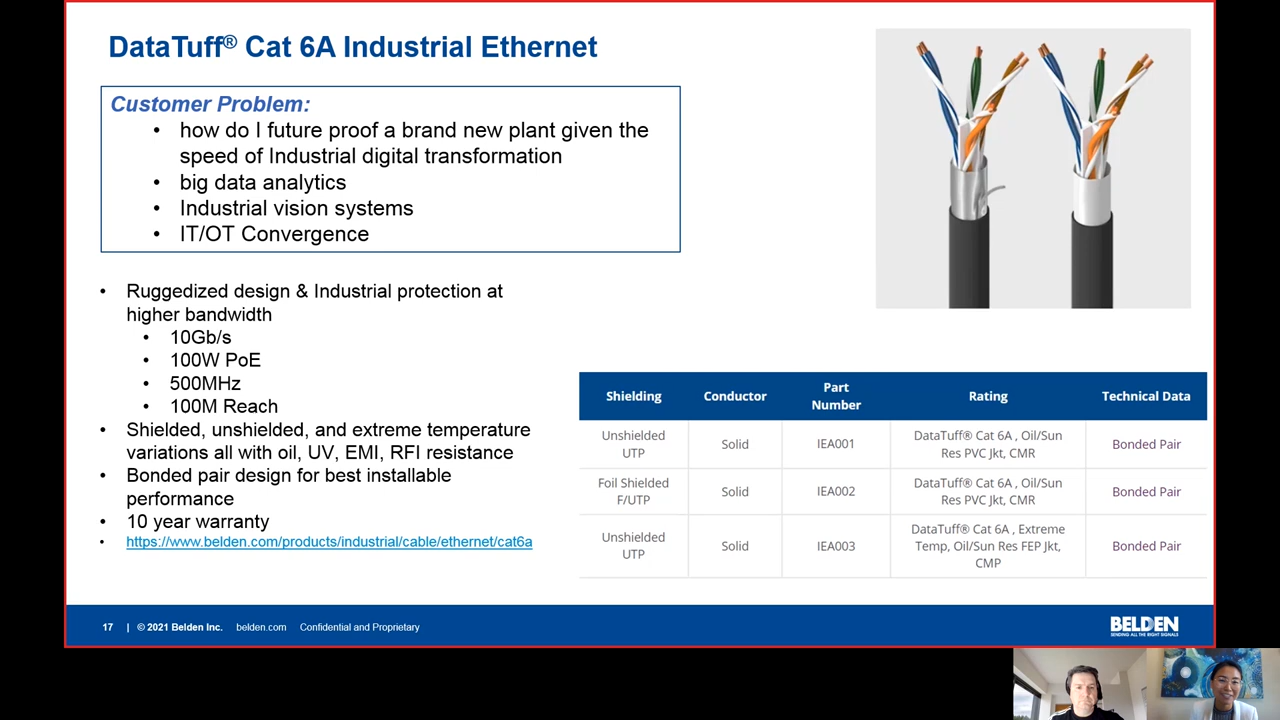 DataTuff® Cat 6A Industrial Ethernet
Customer Problem:
• how do I future proof a brand new plant given the
speed of Industrial digital transformation
• big data analytics
• Industrial vision systems
• IT/OT Convergence
• Ruggedized design & Industrial protection at
higher bandwidth
• 10Gb/s
• 100W PoE
• 500MHz
• 100M Reach
• Shielded, unshielded, and extreme temperature
variations all with oil, UV, EMI, RFI resistance
• Bonded pair design for best installable
performance
• 10 year warranty
• https://www.belden.com/products/industrial/cable/ethernet/cat6a
Shielding Conductor Part Number Rating Technical Data
Unshielded UTP Solid IEA001 DataTuff® Cat 6A , Oil/Sun Res PVC Jkt, CMR Bonded Pair
Foil Shielded F/UTP Solid IEA002 DataTuff® Cat 6A , Oil/Sun Res PVC Jkt, CMR Bonded Pair
Unshielded UTP Solid IEA003 DataTuff® Cat 6A , Extreme Temp, Oil/Sun Res FEP Jkt, CMP Bonded Pair
17 | © 2021 Belden Inc. belden.com Confidential and Proprietary
BELDEN
SENDING ALL THE RIGHT SIGNALS